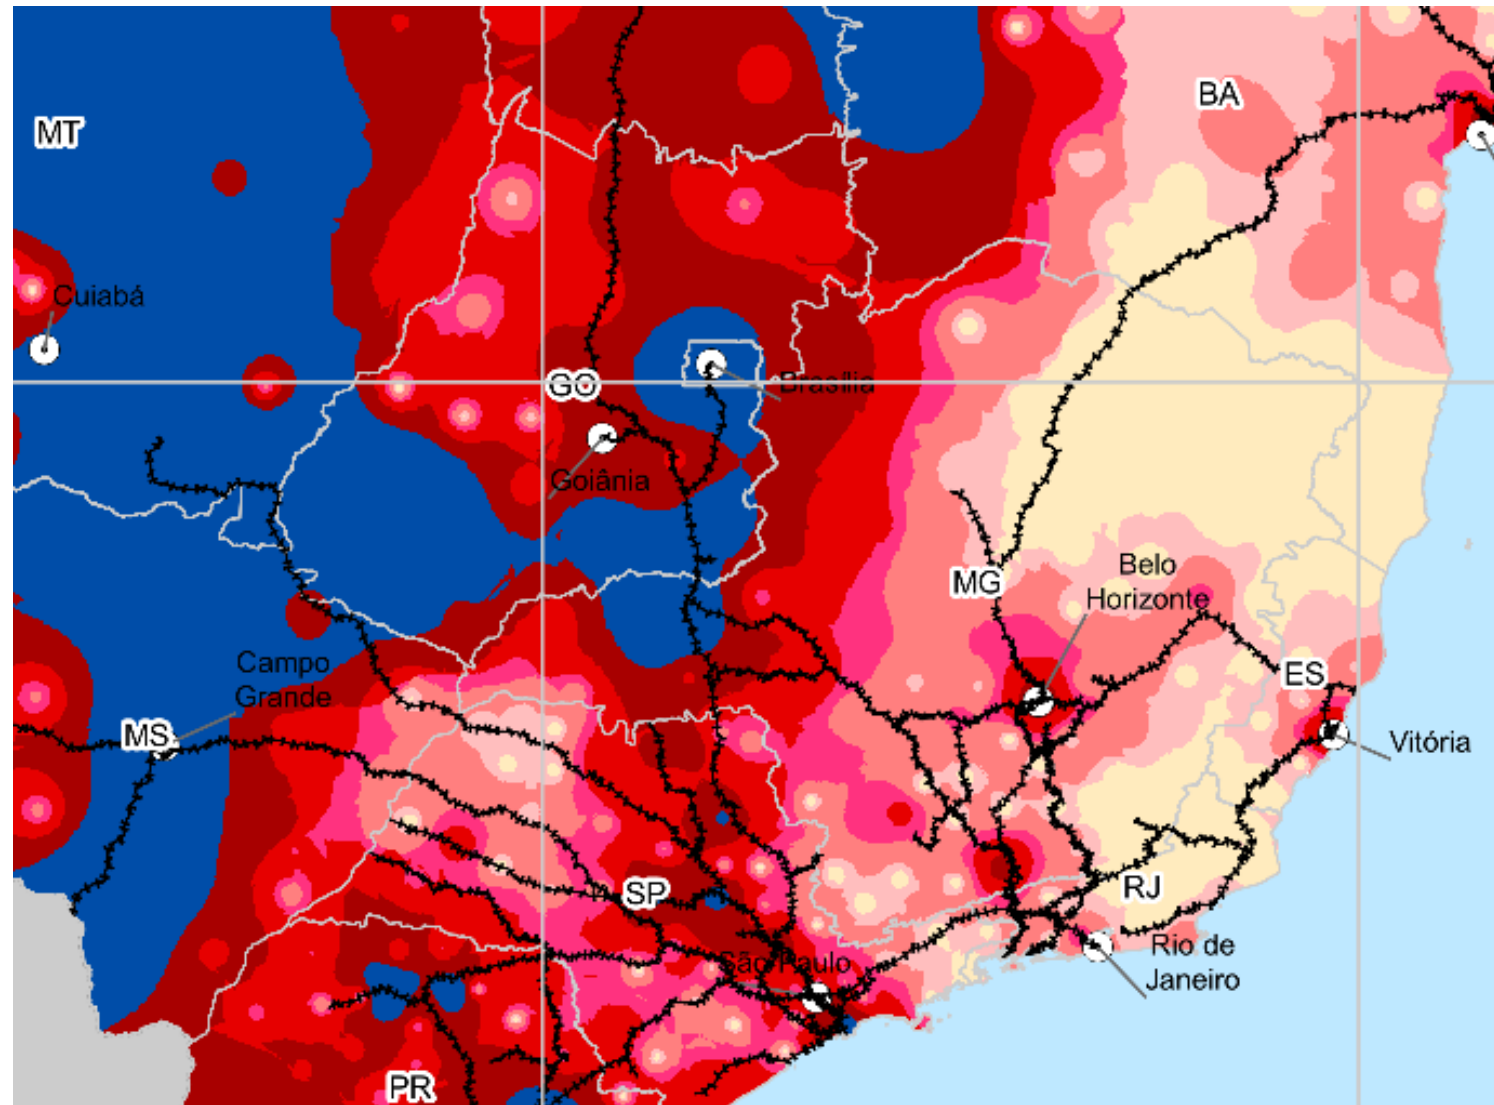 BA
MT
Cuiabá
GO
Brasília
Goiânia
Belo
Horizonte
MG
Campo
Grande
ES
MS
Vitória
SP
RJ
Rio de
Janeiro
São Paulo
PR